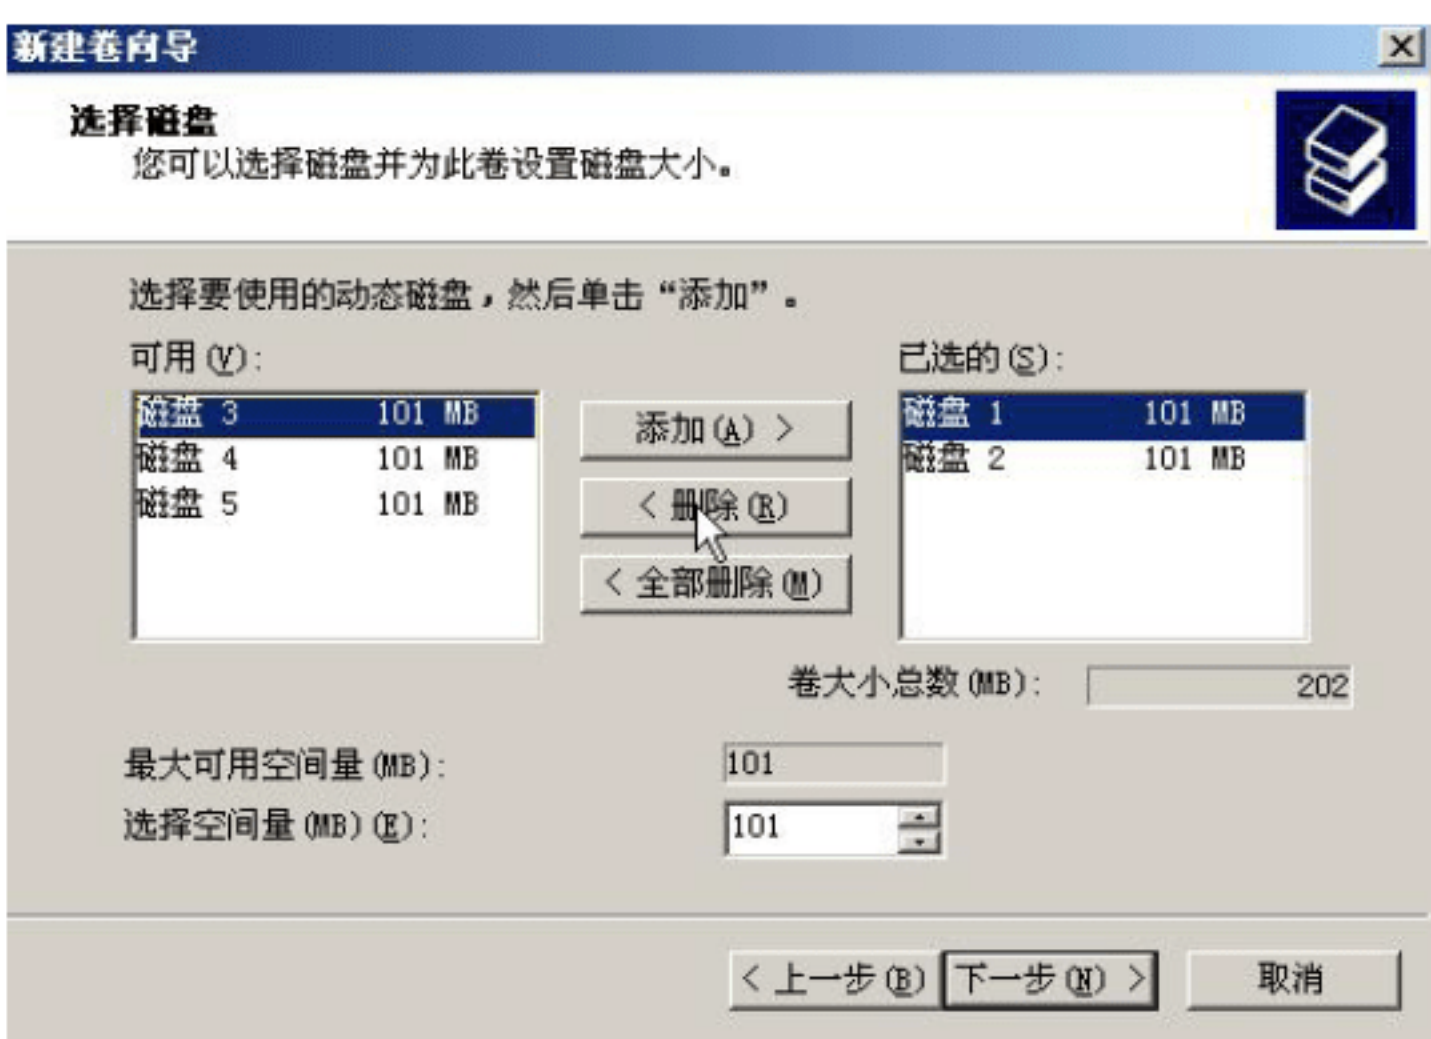 新建卷向导
选择磁盘
您可以选择磁盘并为此卷设置磁盘大小。
选择要使用的动态磁盘，然后单击“添加”。
可用(V):
已选的(S):
磁盘 3 101 MB
磁盘 4 101 MB
磁盘 5 101 MB
添加(A) >
< 删除(R)
< 全部删除(M)
磁盘 1 101 MB
磁盘 2 101 MB
卷大小总数(MB): 202
最大可用空间量(MB): 101
选择空间量(MB)(E): 101
< 上一步(B) 下一步(N) > 取消